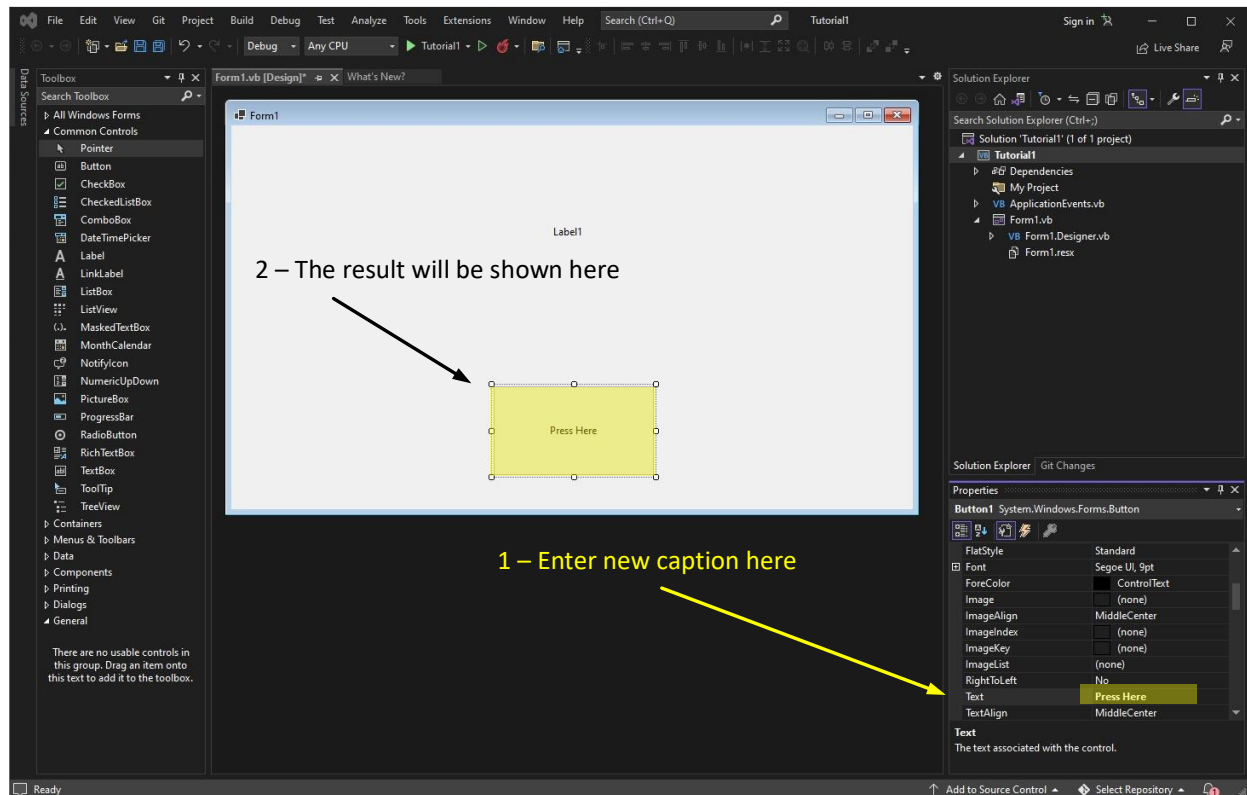 File Edit View Git Project Build Debug Test Analyze Tools Extensions Window Help Search (Ctrl+Q) Tutorial1 Sign in
Debug Any CPU Tutorial1 Live Share
Data Sources
Toolbox
Search Toolbox
All Windows Forms
Common Controls
Pointer
Button
CheckBox
CheckedListBox
ComboBox
DateTimePicker
Label
LinkLabel
ListBox
ListView
MaskedTextBox
MonthCalendar
NotifyIcon
NumericUpDown
PictureBox
ProgressBar
RadioButton
RichTextBox
TextBox
ToolTip
TreeView
Containers
Menus & Toolbars
Data
Components
Printing
Dialogs
General
There are no usable controls in
this group. Drag an item onto
this text to add it to the toolbox.
Form1.vb [Design]* What's New?
Form1
Label1
2 – The result will be shown here
Press Here
1 – Enter new caption here
Solution Explorer
Search Solution Explorer (Ctrl+;)
Solution 'Tutorial1' (1 of 1 project)
VB Tutorial1
Dependencies
My Project
VB ApplicationEvents.vb
Form1.vb
VB Form1.Designer.vb
Form1.resx
Solution Explorer Git Changes
Properties
Button1 System.Windows.Forms.Button
FlatStyle Standard
Font Segoe UI, 9pt
ForeColor ControlText
Image (none)
ImageAlign MiddleCenter
ImageIndex (none)
ImageKey (none)
ImageList (none)
RightToLeft No
Text Press Here
TextAlign MiddleCenter
Text
The text associated with the control.
Ready Add to Source Control Select Repository 1